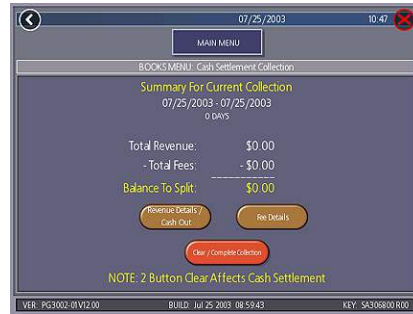 07/25/2003 10:47
MAIN MENU
BOOKS MENU: Cash Settlement Collection
Summary For Current Collection
07/25/2003 - 07/25/2003
0 DAYS
Total Revenue: $0.00
- Total Fees: - $0.00
Balance To Split: $0.00
Revenue Details /
Cash Out
Fee Details
Clear / Complete Collection
NOTE: 2 Button Clear Affects Cash Settlement
VER: PG3002-01V12.00 BUILD: Jul 25 2003 08:59:43 KEY: SA306800 R00